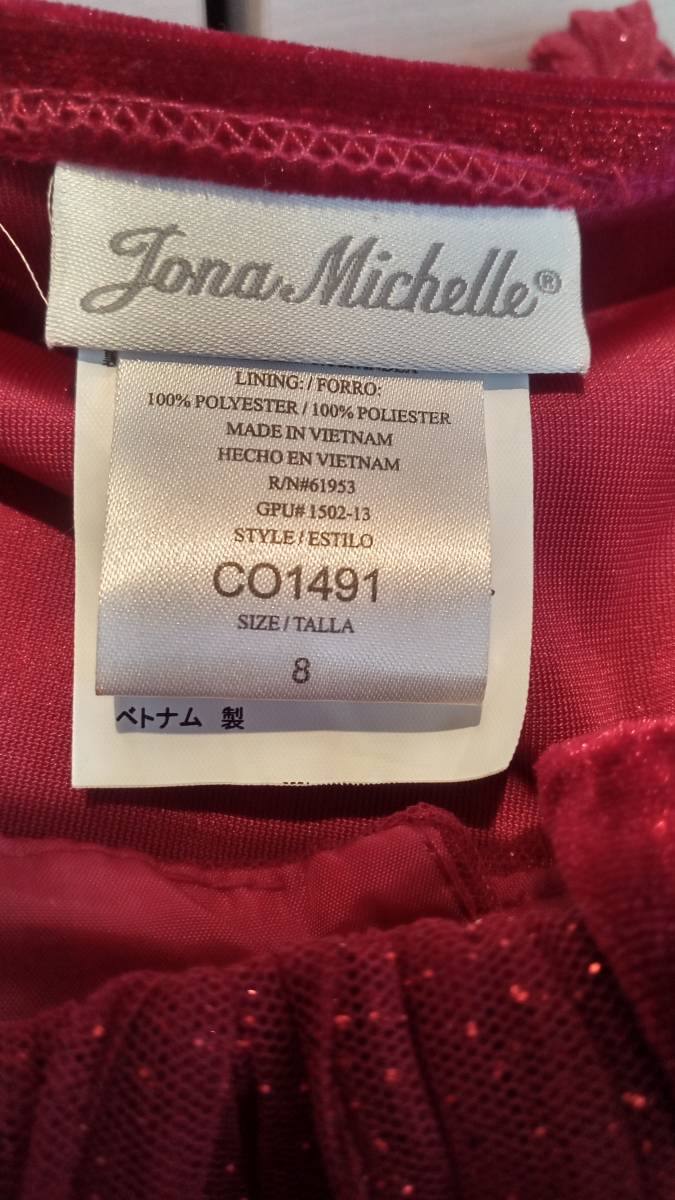 Jona Michelle®
LINING: / FORRO:
100% POLYESTER / 100% POLIESTER
MADE IN VIETNAM
HECHO EN VIETNAM
R/N#61953
GPU# 1502-13
STYLE / ESTILO
CO1491
SIZE / TALLA
8
ベトナム 製